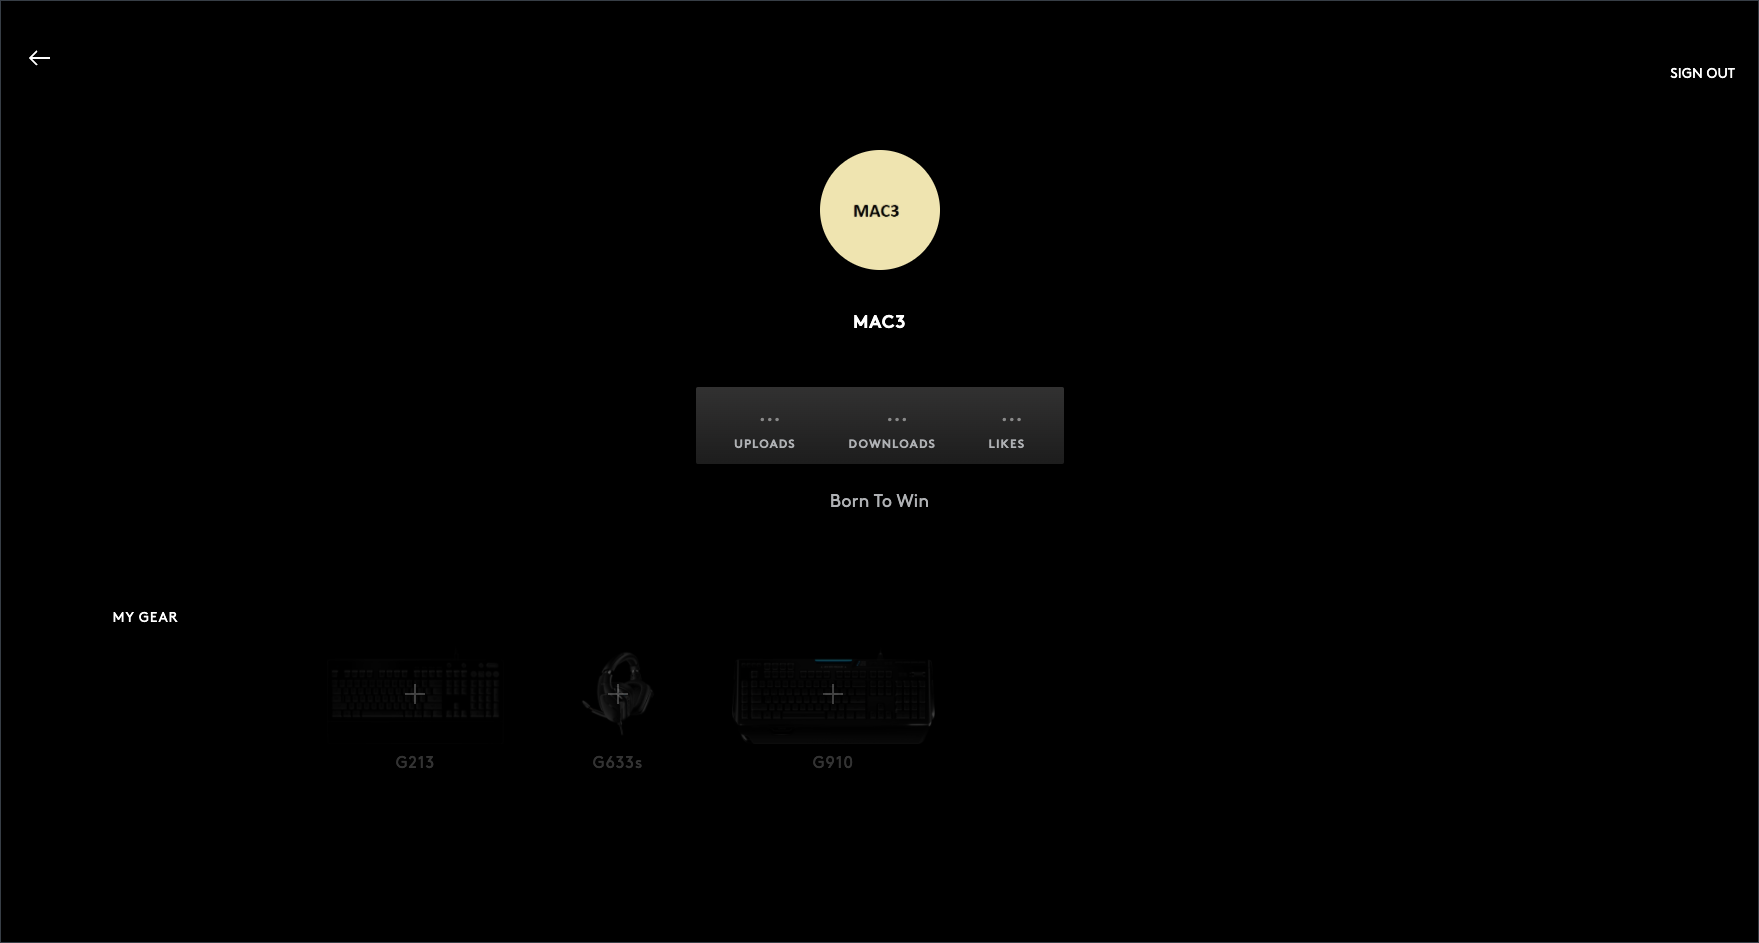 SIGN OUT
MAC3
MAC3
... ... ...
UPLOADS DOWNLOADS LIKES
Born To Win
MY GEAR
G213 G633s G910